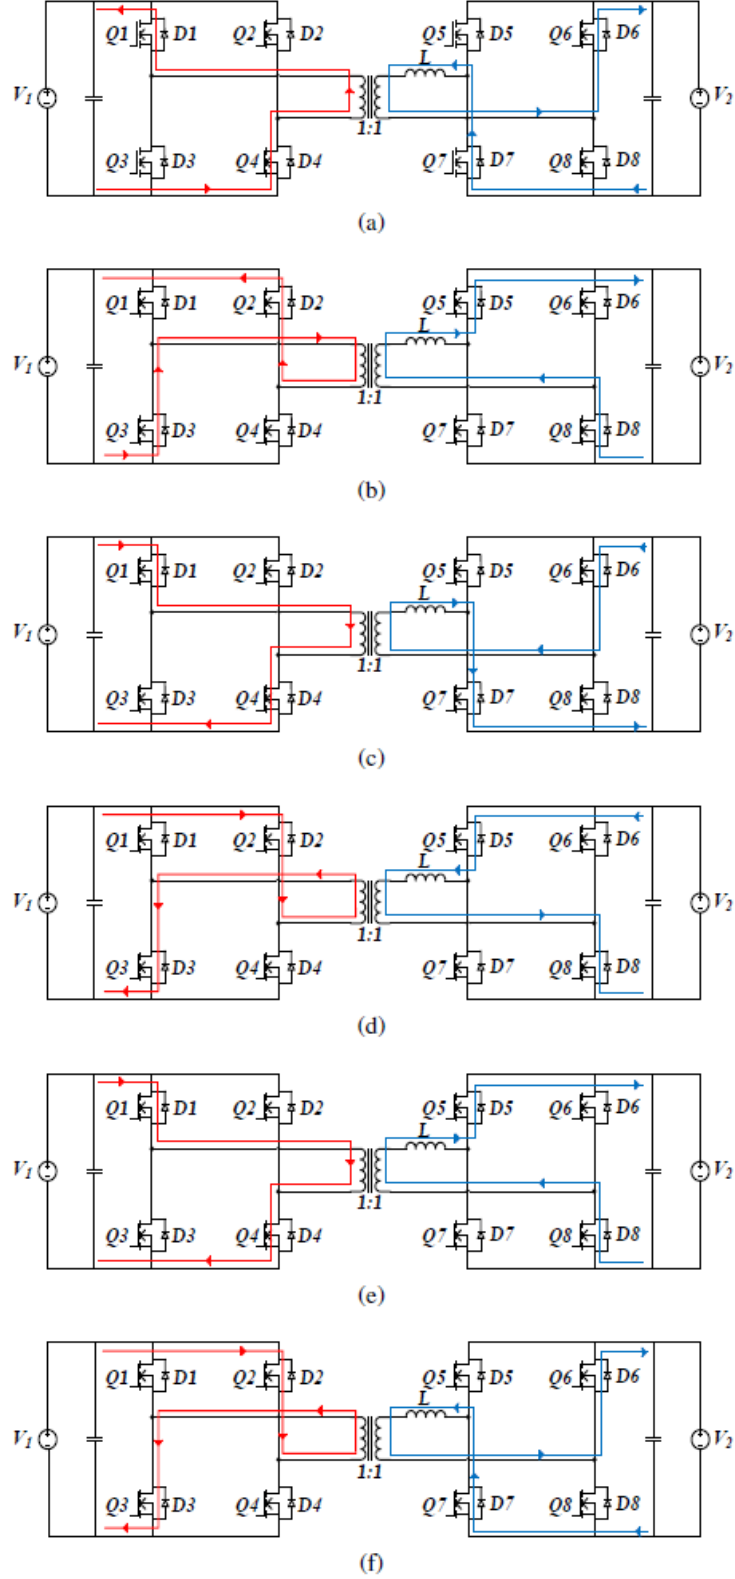 Q1 D1 Q2 D2 Q5 D5 Q6 D6
L
V1 V2
1:1
Q3 D3 Q4 D4 Q7 D7 Q8 D8
(a)
Q1 D1 Q2 D2 Q5 D5 Q6 D6
L
V1 V2
1:1
Q3 D3 Q4 D4 Q7 D7 Q8 D8
(b)
Q1 D1 Q2 D2 Q5 D5 Q6 D6
L
V1 V2
1:1
Q3 D3 Q4 D4 Q7 D7 Q8 D8
(c)
Q1 D1 Q2 D2 Q5 D5 Q6 D6
L
V1 V2
1:1
Q3 D3 Q4 D4 Q7 D7 Q8 D8
(d)
Q1 D1 Q2 D2 Q5 D5 Q6 D6
L
V1 V2
1:1
Q3 D3 Q4 D4 Q7 D7 Q8 D8
(e)
Q1 D1 Q2 D2 Q5 D5 Q6 D6
L
V1 V2
1:1
Q3 D3 Q4 D4 Q7 D7 Q8 D8
(f)